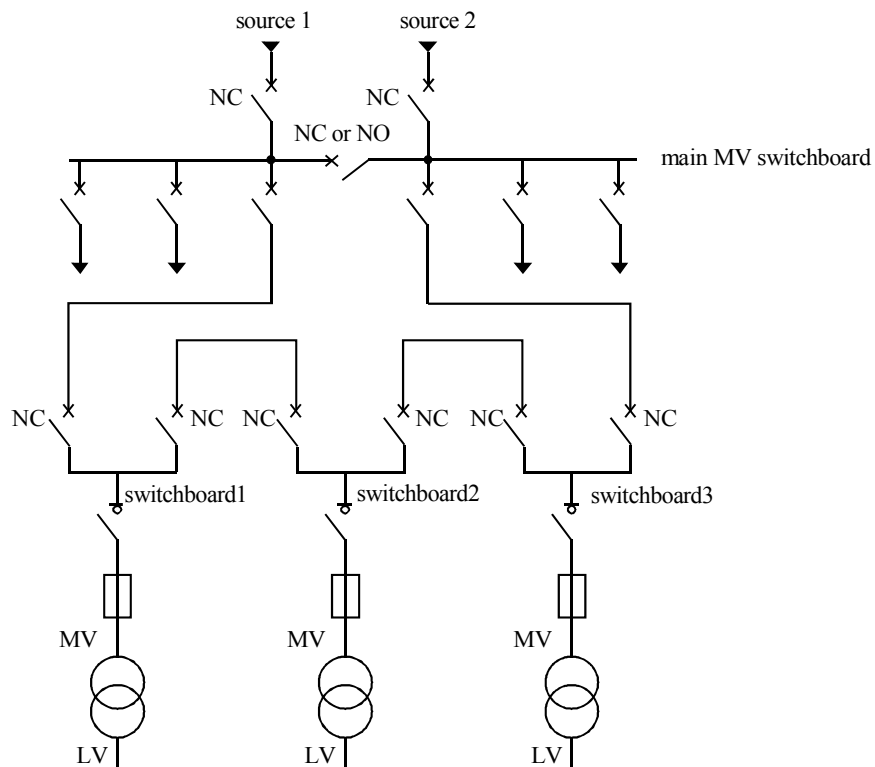 source 1
source 2
NC
NC
NC or NO
main MV switchboard
NC
NC
NC
NC
NC
NC
switchboard1
switchboard2
switchboard3
MV
MV
MV
LV
LV
LV